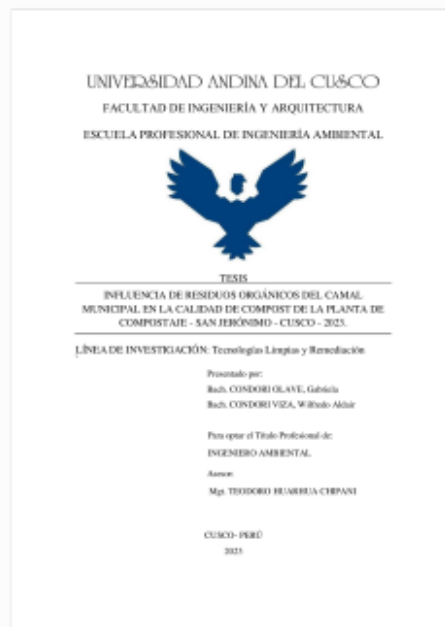 UNIVERSIDAD ANDINA DEL CUSCO
FACULTAD DE INGENIERÍA Y ARQUITECTURA
ESCUELA PROFESIONAL DE INGENIERÍA AMBIENTAL
TESIS
INFLUENCIA DE RESIDUOS ORGÁNICOS DEL CAMAL
MUNICIPAL EN LA CALIDAD DE COMPOST DE LA PLANTA DE
COMPOSTAJE - SAN JERÓNIMO - CUSCO - 2023.
LÍNEA DE INVESTIGACIÓN: Tecnologías Limpias y Remediación
Presentado por:
Bach. CONDORI OLAVE, Gabriela
Bach. CONDORI VIZA, Wilfredo Aldair
Para optar el Título Profesional de:
INGENIERO AMBIENTAL
Asesor:
Mgt. TEODORO HUARHUA CHIPANI
CUSCO- PERÚ
2023